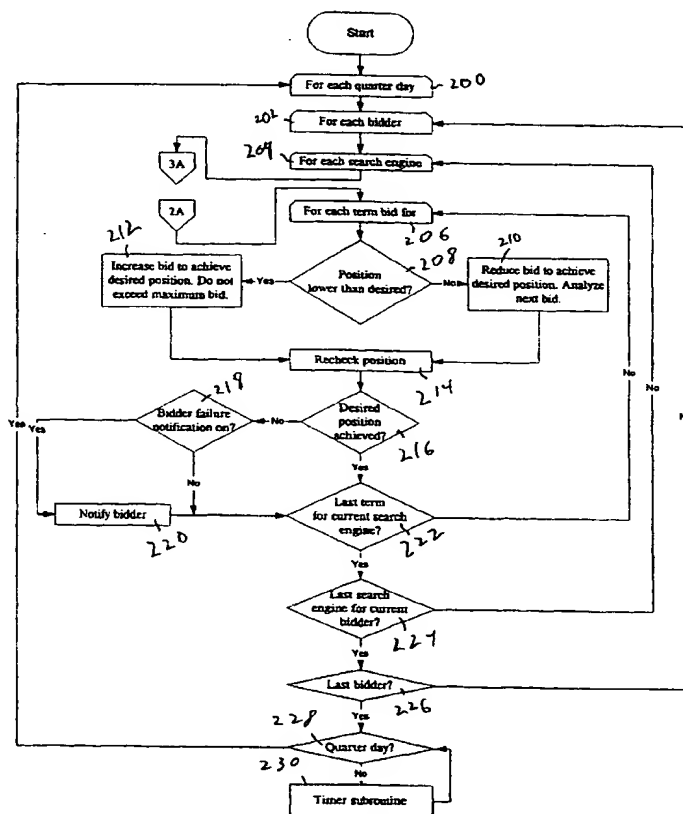 Start
For each quarter day
200
202
For each bidder
204
For each search engine
3A
2A
For each term bid for
206
212
208
210
Increase bid to achieve
desired position. Do not
exceed maximum bid.
Yes
Position
lower than desired?
No
Reduce bid to achieve
desired position. Analyze
next bid.
Recheck position
214
No
No
218
Bidder failure
notification on?
No
Desired
position
achieved?
216
Yes
Yes
No
Yes
Notify bidder
220
Last term
for current search
engine?
222
Yes
Last search
engine for current
bidder?
224
Yes
Last bidder?
226
Yes
228
Quarter day?
230
No
Timer subroutine